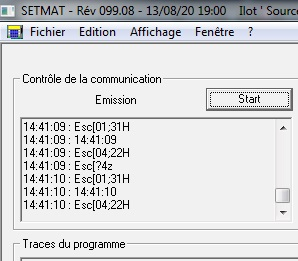 SETMAT - Rév 099.08 - 13/08/20 19:00 Ilot ' Sourc
Fichier Edition Affichage Fenêtre ?
Contrôle de la communication
Emission Start
14:41:09 : Esc[01;31H
14:41:09 : 14:41:09
14:41:09 : Esc[04;22H
14:41:09 : Esc[?4z
14:41:10 : Esc[01;31H
14:41:10 : 14:41:10
14:41:10 : Esc[04;22H
Traces du programme